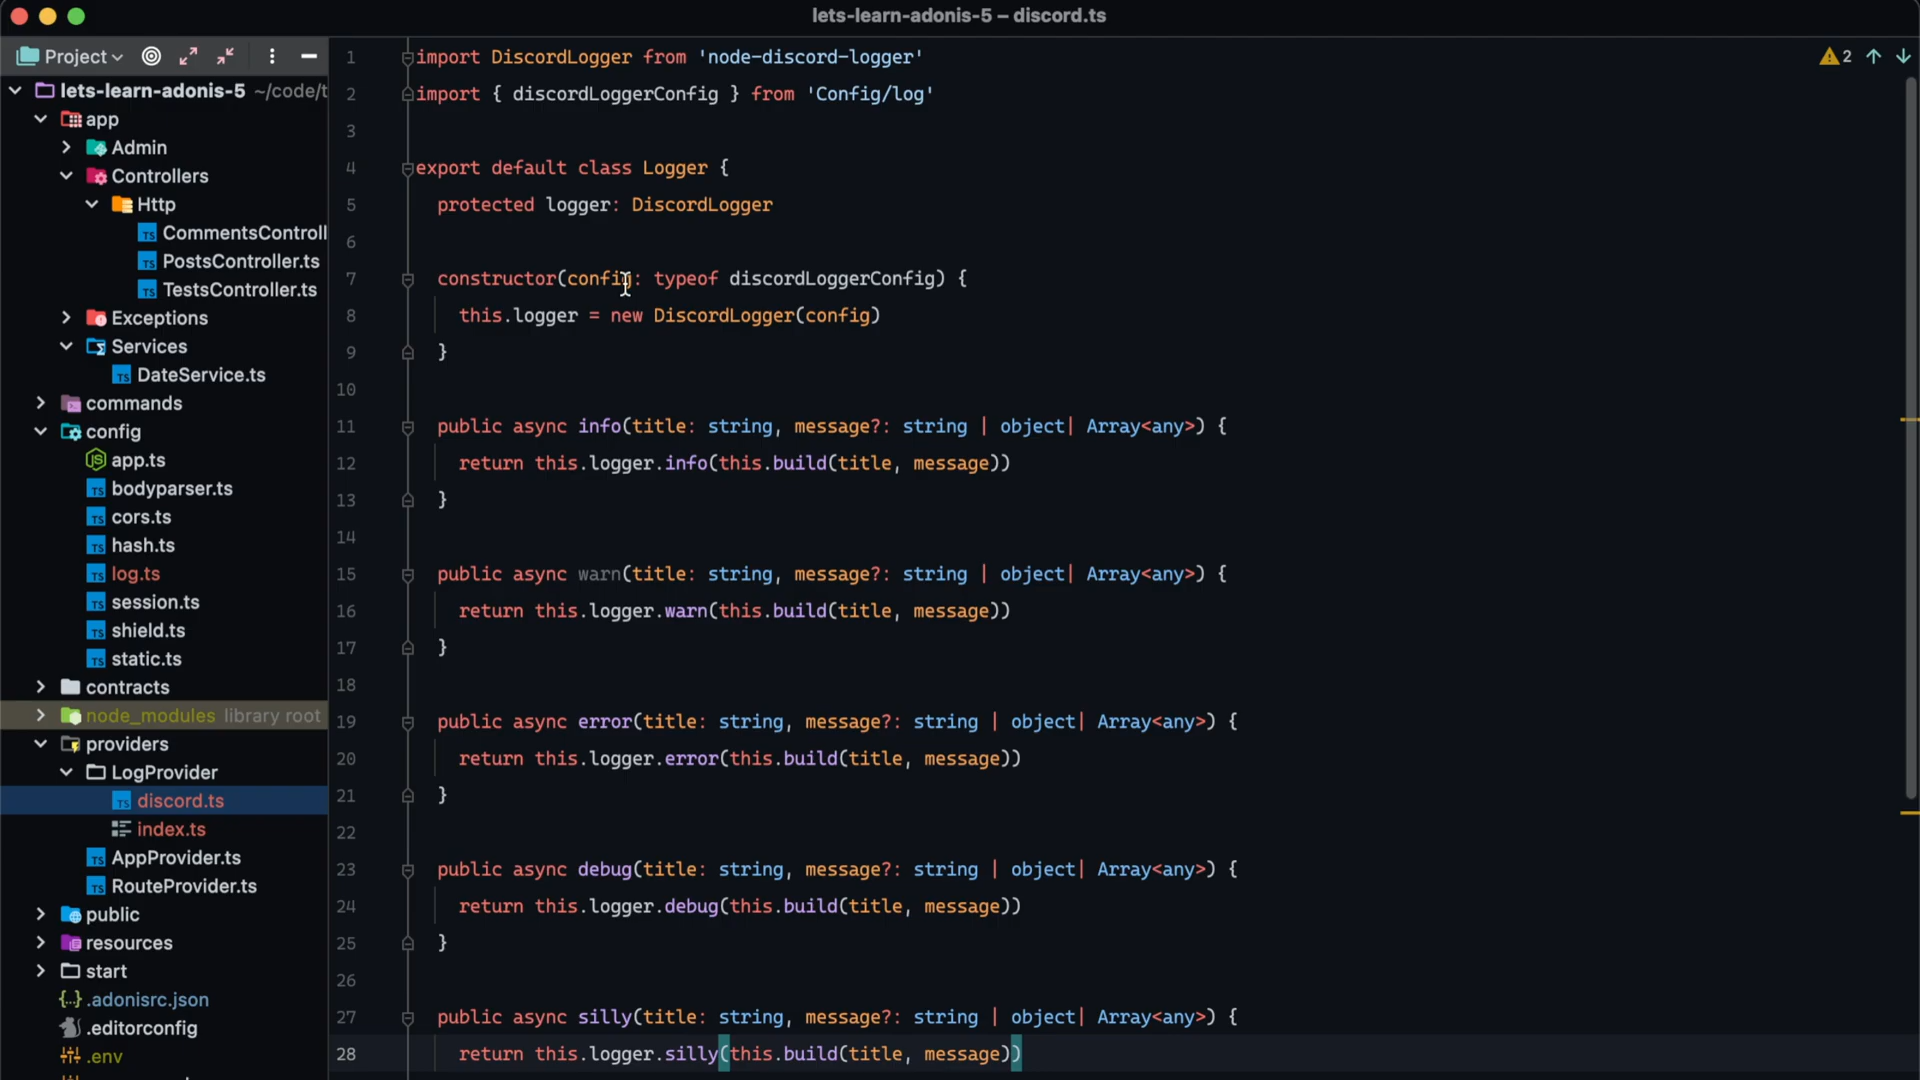 lets-learn-adonis-5 – discord.ts
Project
lets-learn-adonis-5 ~/code/t
app
Admin
Controllers
Http
CommentsControll
PostsController.ts
TestsController.ts
Exceptions
Services
DateService.ts
commands
config
app.ts
bodyparser.ts
cors.ts
hash.ts
log.ts
session.ts
shield.ts
static.ts
contracts
node_modules library root
providers
LogProvider
discord.ts
index.ts
AppProvider.ts
RouteProvider.ts
public
resources
start
.adonisrc.json
.editorconfig
.env
2
1 import DiscordLogger from 'node-discord-logger'
2 import { discordLoggerConfig } from 'Config/log'
3
4 export default class Logger {
5 protected logger: DiscordLogger
6
7 constructor(config: typeof discordLoggerConfig) {
8 this.logger = new DiscordLogger(config)
9 }
10
11 public async info(title: string, message?: string | object| Array<any>) {
12 return this.logger.info(this.build(title, message))
13 }
14
15 public async warn(title: string, message?: string | object| Array<any>) {
16 return this.logger.warn(this.build(title, message))
17 }
18
19 public async error(title: string, message?: string | object| Array<any>) {
20 return this.logger.error(this.build(title, message))
21 }
22
23 public async debug(title: string, message?: string | object| Array<any>) {
24 return this.logger.debug(this.build(title, message))
25 }
26
27 public async silly(title: string, message?: string | object| Array<any>) {
28 return this.logger.silly(this.build(title, message))